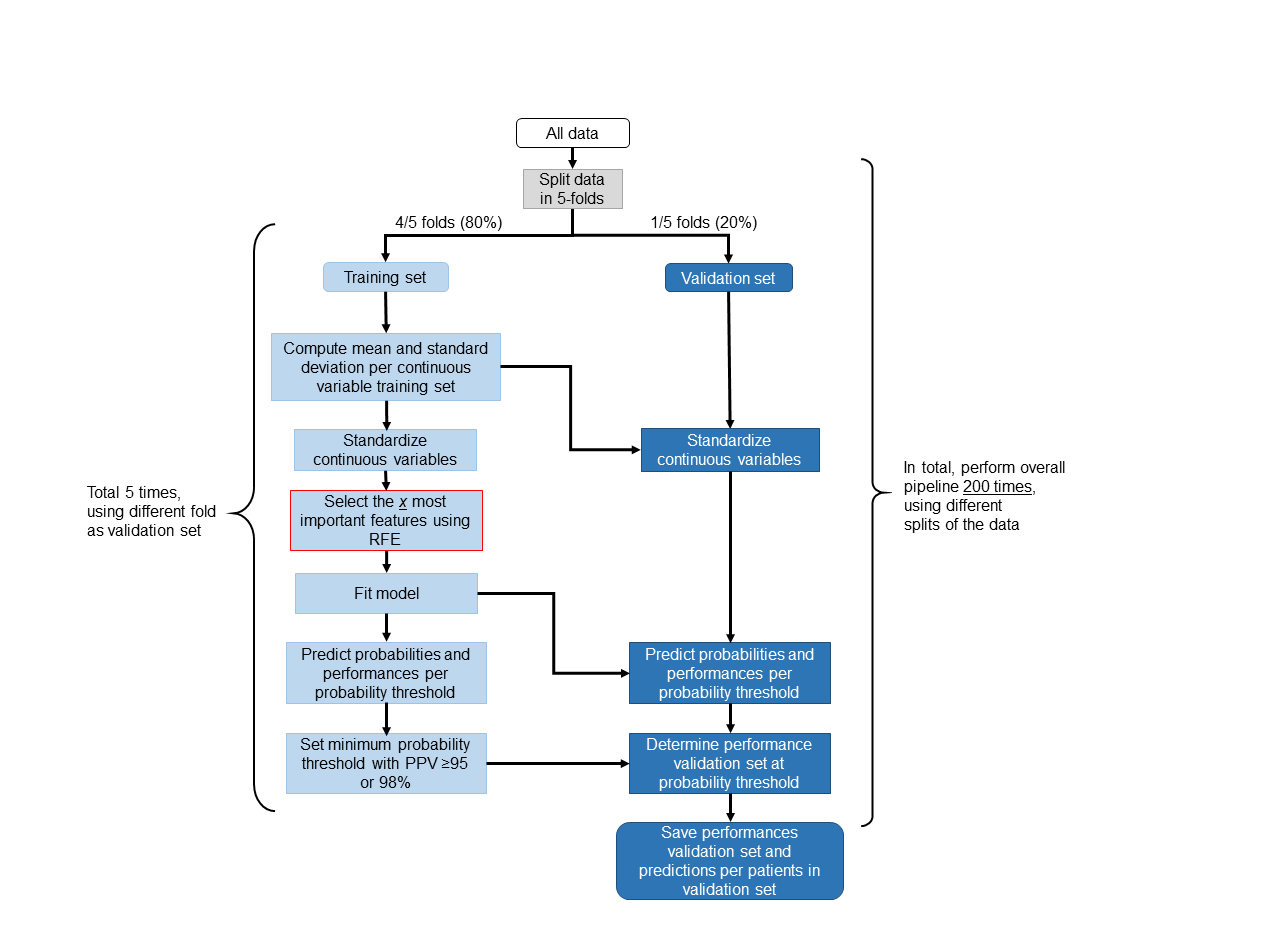 All data
Split data
in 5-folds
4/5 folds (80%)
1/5 folds (20%)
Training set
Validation set
Compute mean and standard
deviation per continuous
variable training set
Standardize
continuous variables
Standardize
continuous variables
Select the x most
important features using
RFE
Total 5 times,
using different fold
as validation set
In total, perform overall
pipeline 200 times,
using different
splits of the data
Fit model
Predict probabilities and
performances per
probability threshold
Predict probabilities and
performances per
probability threshold
Set minimum probability
threshold with PPV ≥95
or 98%
Determine performance
validation set at
probability threshold
Save performances
validation set and
predictions per patients in
validation set